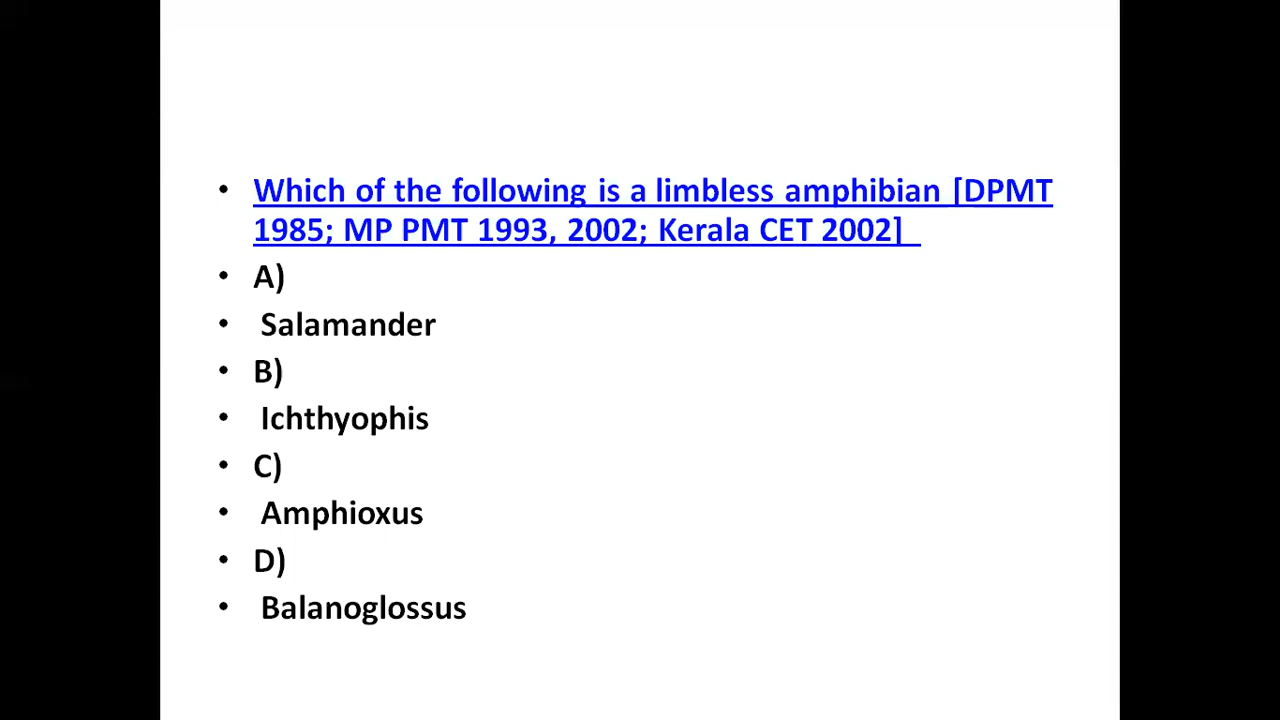 • Which of the following is a limbless amphibian [DPMT
1985; MP PMT 1993, 2002; Kerala CET 2002]
• A)
• Salamander
• B)
• Ichthyophis
• C)
• Amphioxus
• D)
• Balanoglossus